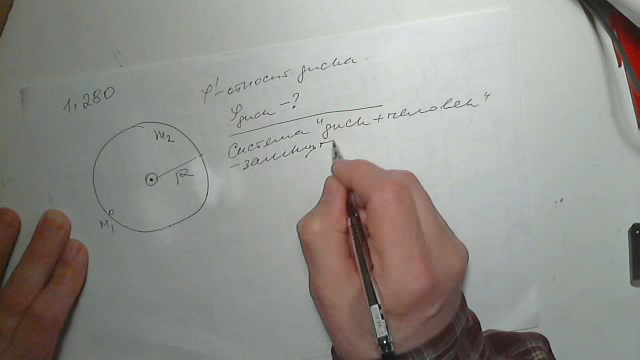 1.280
φ'-относит диска.
φдиск-?
Система "диск+человек"
-замкнут
m2
R
m1